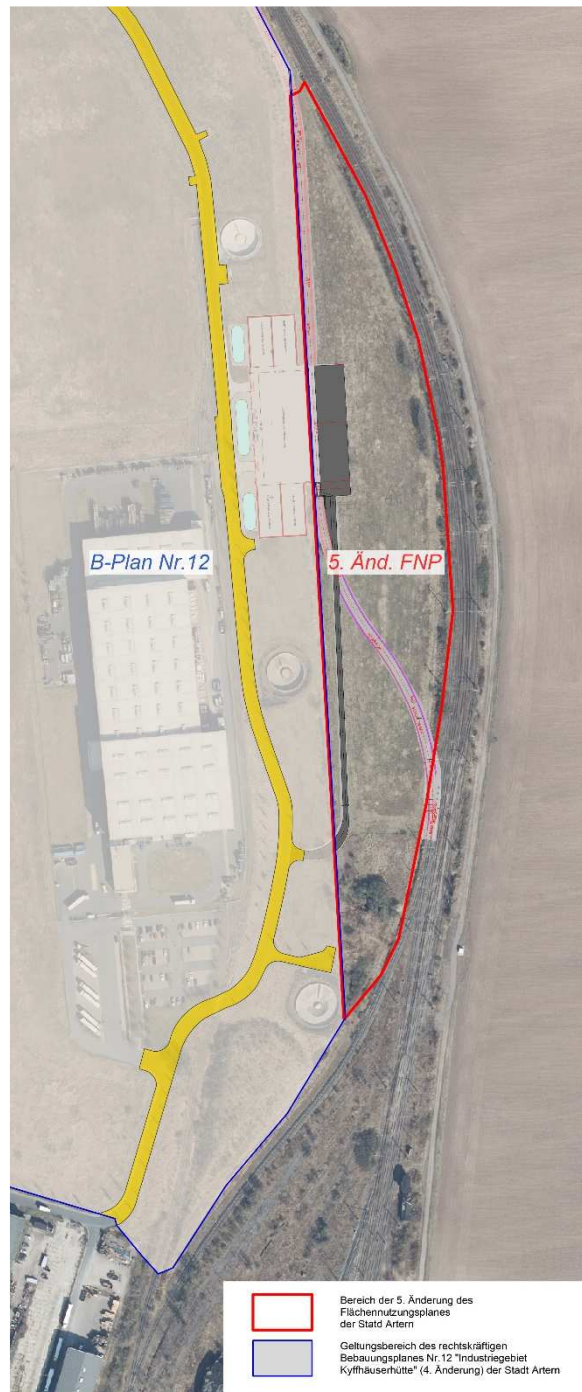 B-Plan Nr.12
5. Änd. FNP
Bereich der 5. Änderung des
Flächennutzungsplanes
der Statd Artern
Geltungsbereich des rechtskräftigen
Bebauungsplanes Nr.12 "Industriegebiet
Kyffhäuserhütte" (4. Änderung) der Stadt Artern